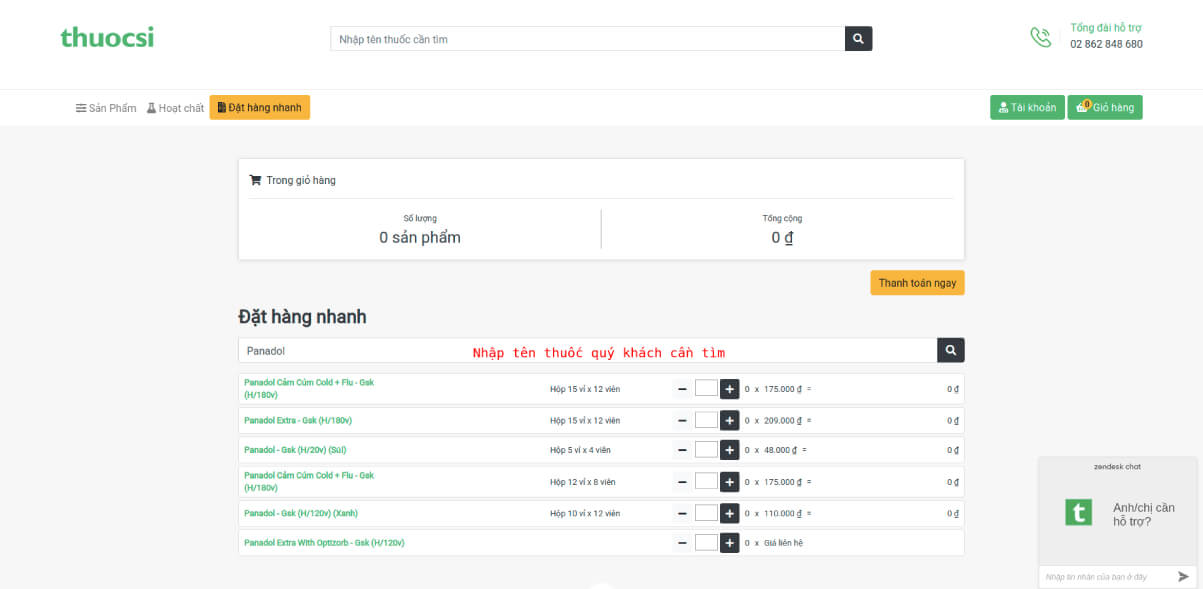 thuocsi
Nhập tên thuốc cần tìm
Tổng đài hỗ trợ
02 862 848 680
Sản Phẩm Hoạt chất Đặt hàng nhanh
Tài khoản 0 Giỏ hàng
Trong giỏ hàng
Số lượng Tổng cộng
0 sản phẩm 0 ₫
Thanh toán ngay
Đặt hàng nhanh
Panadol Nhập tên thuốc quý khách cần tìm
Panadol Cảm Cúm Cold + Flu - Gsk
(H/180v) Hộp 15 vỉ x 12 viên − + 0 x 175.000 ₫ = 0 ₫
Panadol Extra - Gsk (H/180v) Hộp 15 vỉ x 12 viên − + 0 x 209.000 ₫ = 0 ₫
Panadol - Gsk (H/20v) (Sủi) Hộp 5 vỉ x 4 viên − + 0 x 48.000 ₫ = 0 ₫
Panadol Cảm Cúm Cold + Flu - Gsk
(H/180v) Hộp 12 vỉ x 8 viên − + 0 x 175.000 ₫ = 0 ₫
Panadol - Gsk (H/120v) (Xanh) Hộp 10 vỉ x 12 viên − + 0 x 110.000 ₫ = 0 ₫
Panadol Extra With Optizorb - Gsk (H/120v) − + 0 x Giá liên hệ
zendesk chat
t Anh/chị cần
hỗ trợ?
Nhập tin nhắn của bạn ở đây